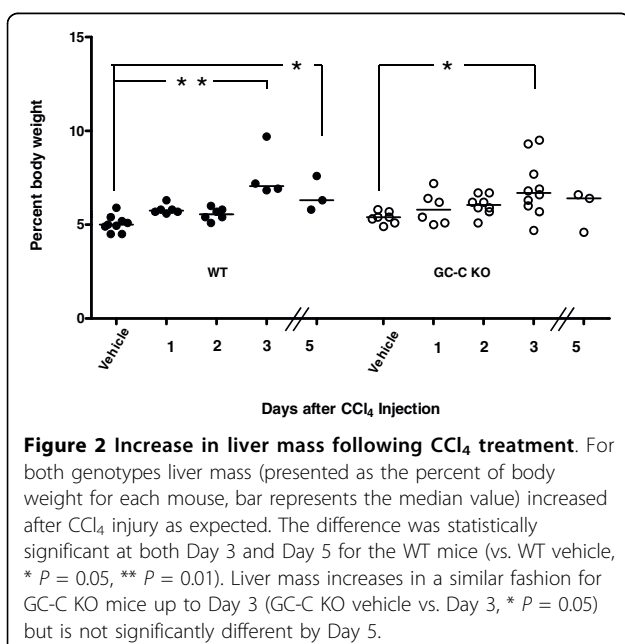 15
*
* *
*
10
Percent body weight
5
WT
GC-C KO
0
Vehicle 1 2 3 5 Vehicle 1 2 3 5
Days after CCl₄ Injection
Figure 2 Increase in liver mass following CCl₄ treatment. For
both genotypes liver mass (presented as the percent of body
weight for each mouse, bar represents the median value) increased
after CCl₄ injury as expected. The difference was statistically
significant at both Day 3 and Day 5 for the WT mice (vs. WT vehicle,
* P = 0.05, ** P = 0.01). Liver mass increases in a similar fashion for
GC-C KO mice up to Day 3 (GC-C KO vehicle vs. Day 3, * P = 0.05)
but is not significantly different by Day 5.